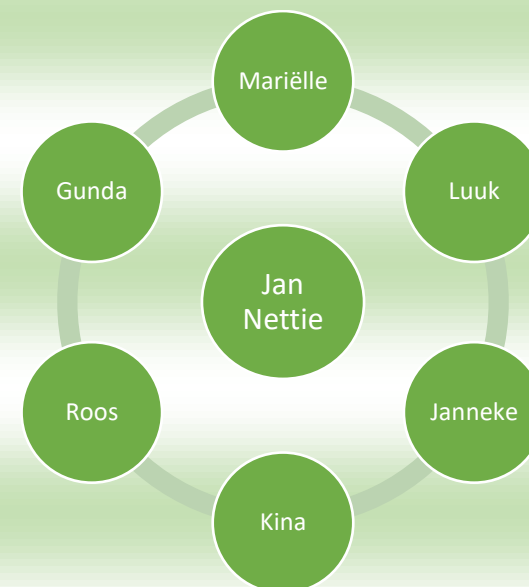 Mariëlle
Gunda
Luuk
Jan
Nettie
Roos
Janneke
Kina